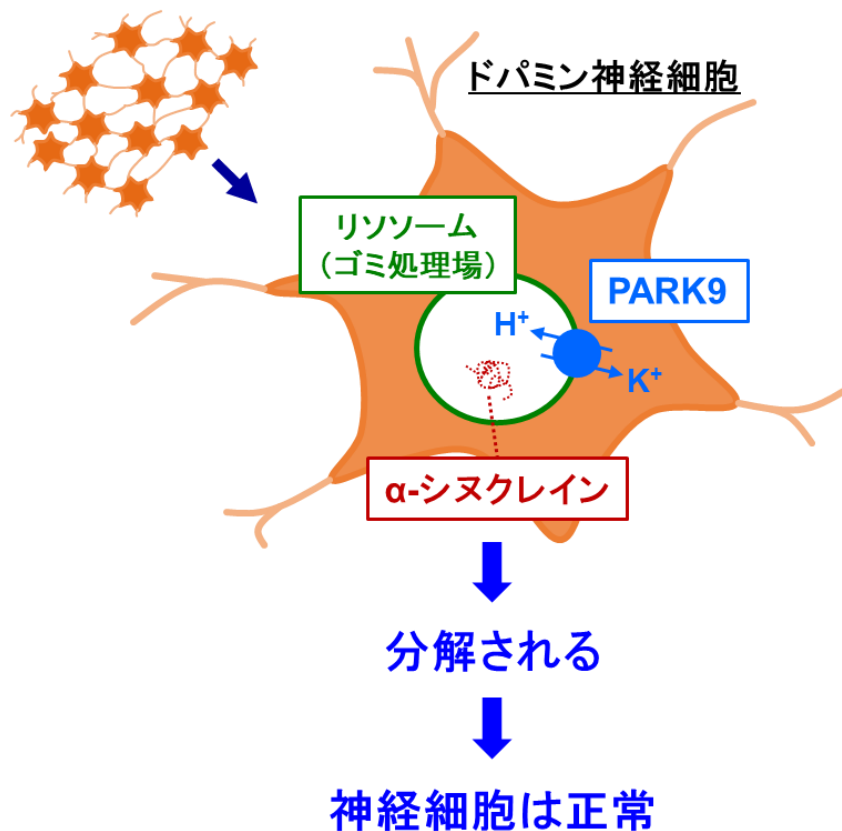 ドパミン神経細胞
リソソーム
（ゴミ処理場）
PARK9
H⁺
K⁺
α-シヌクレイン
分解される
神経細胞は正常